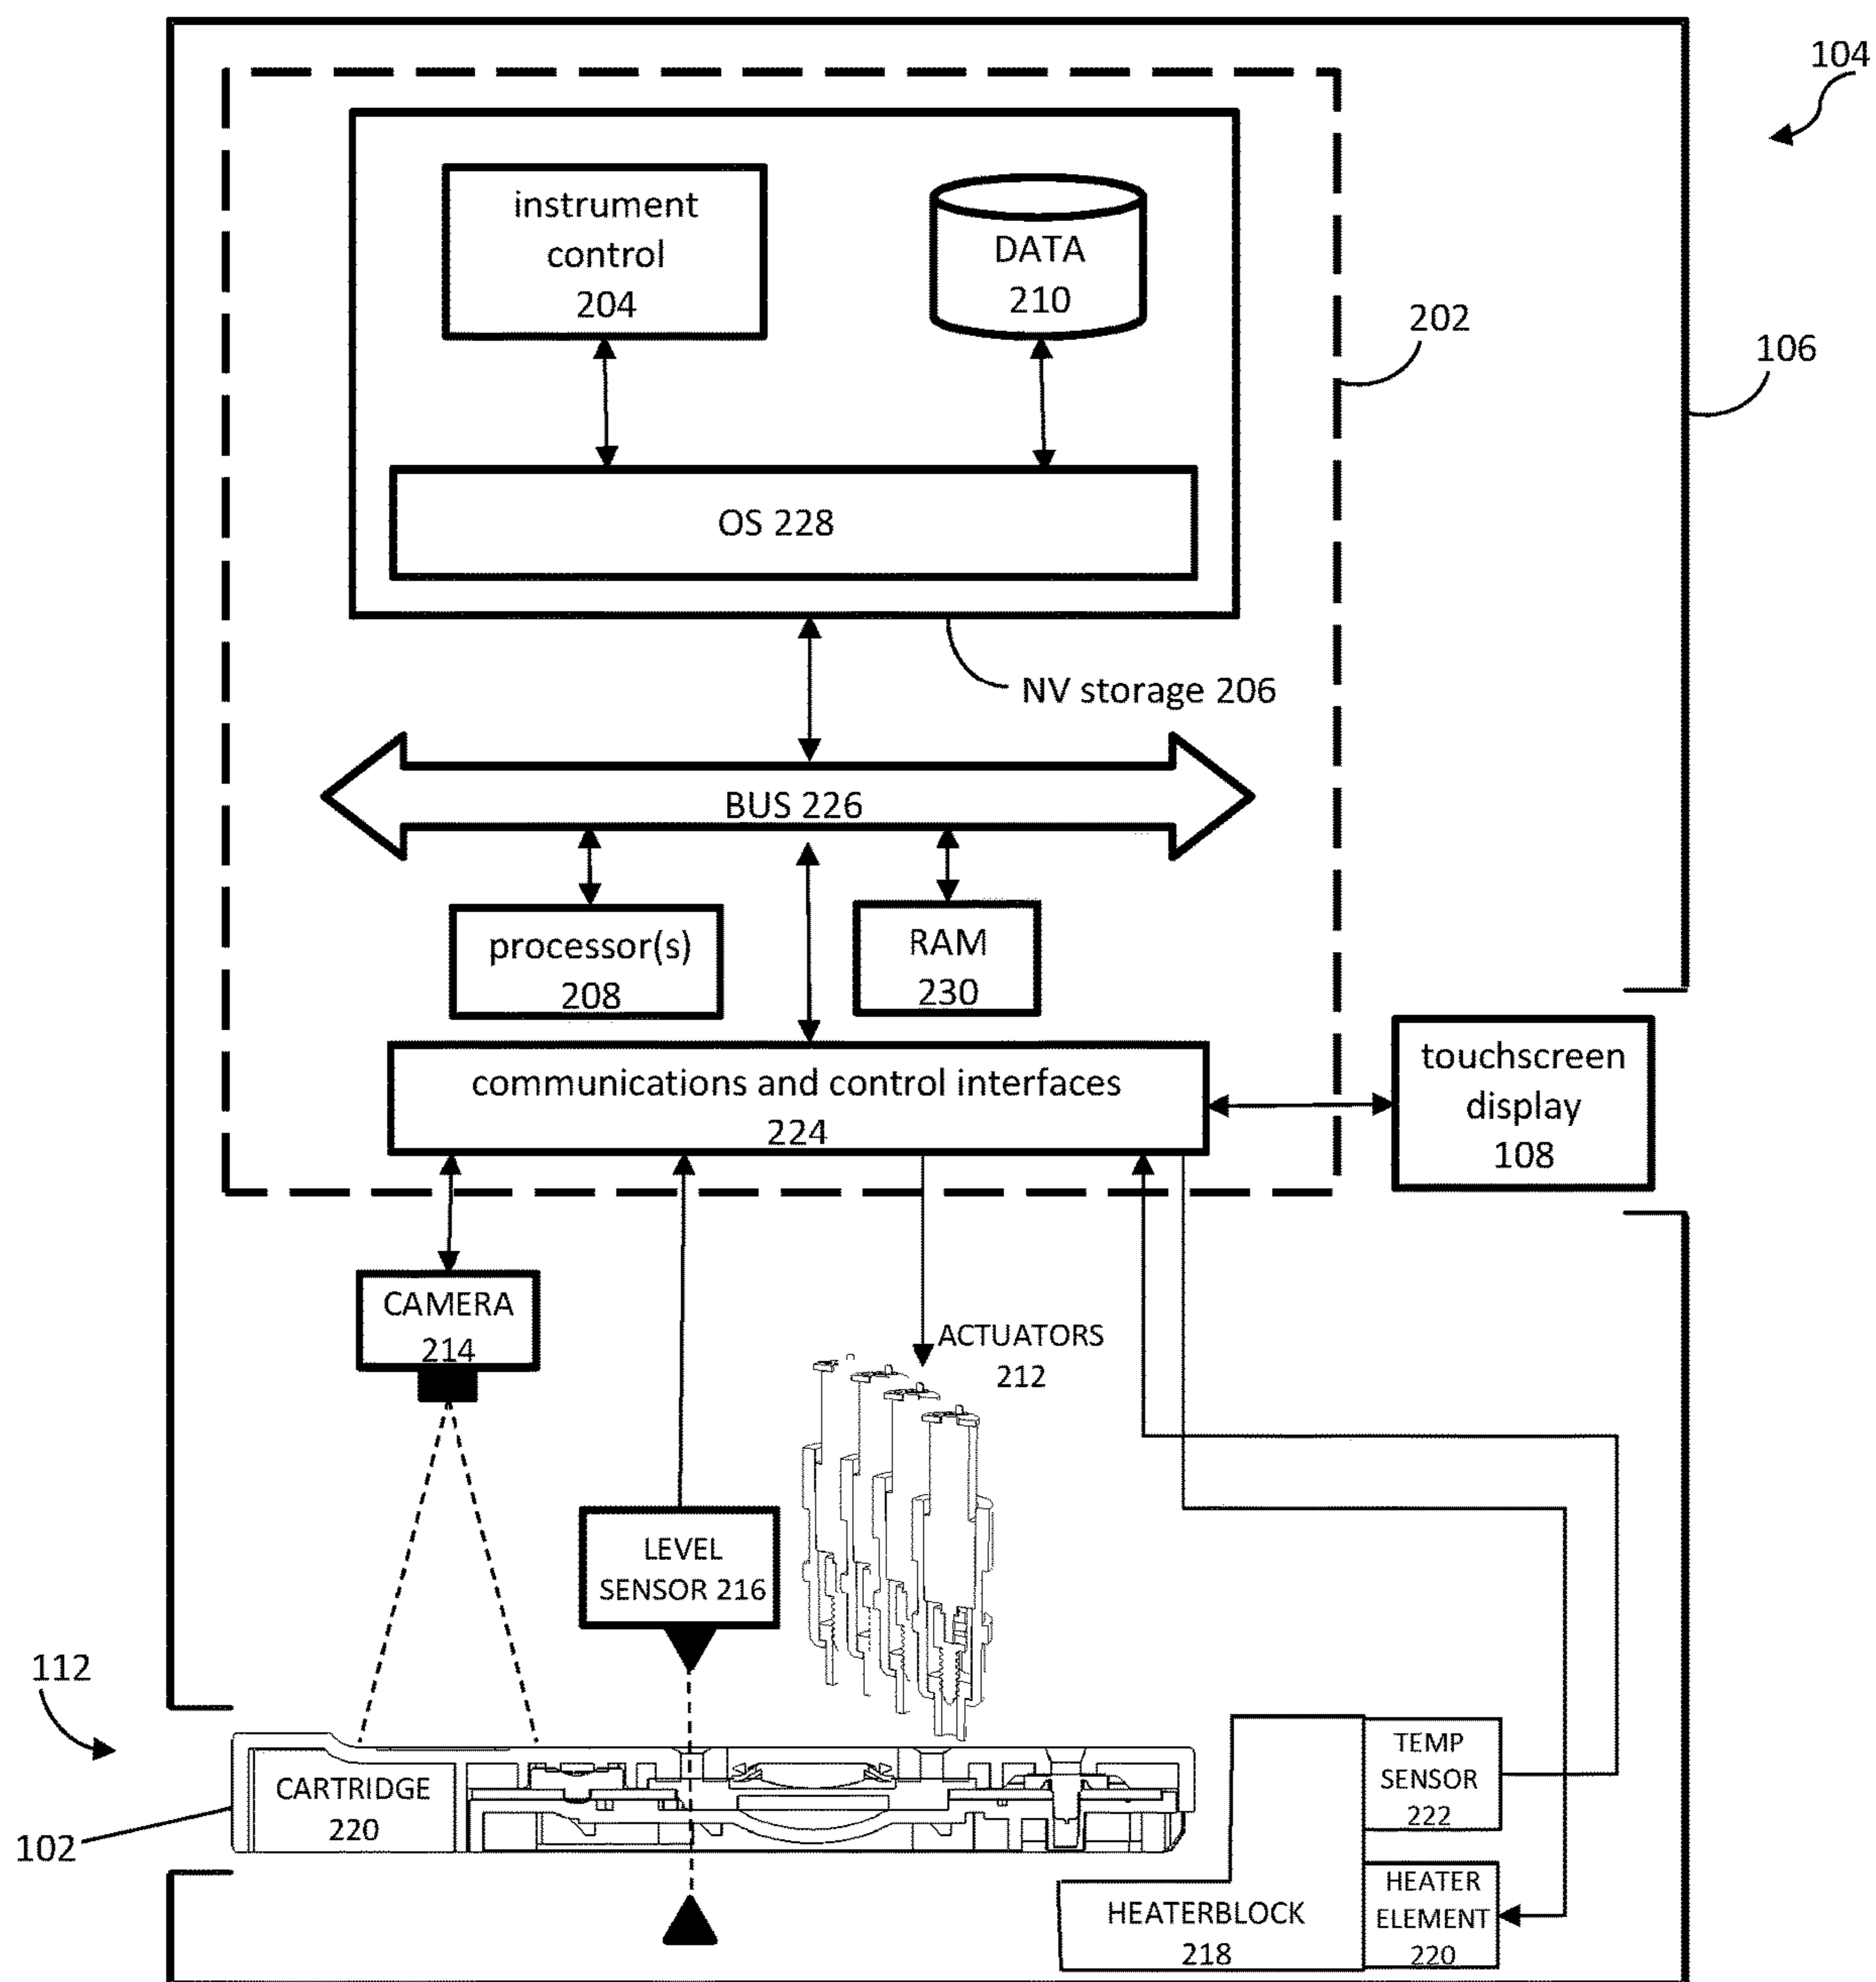 104
instrument
control
204
DATA
210
202
106
OS 228
NV storage 206
BUS 226
processor(s)
208
RAM
230
communications and control interfaces
224
touchscreen
display
108
CAMERA
214
ACTUATORS
212
LEVEL
SENSOR 216
112
CARTRIDGE
220
102
TEMP
SENSOR
222
HEATERBLOCK
218
HEATER
ELEMENT
220